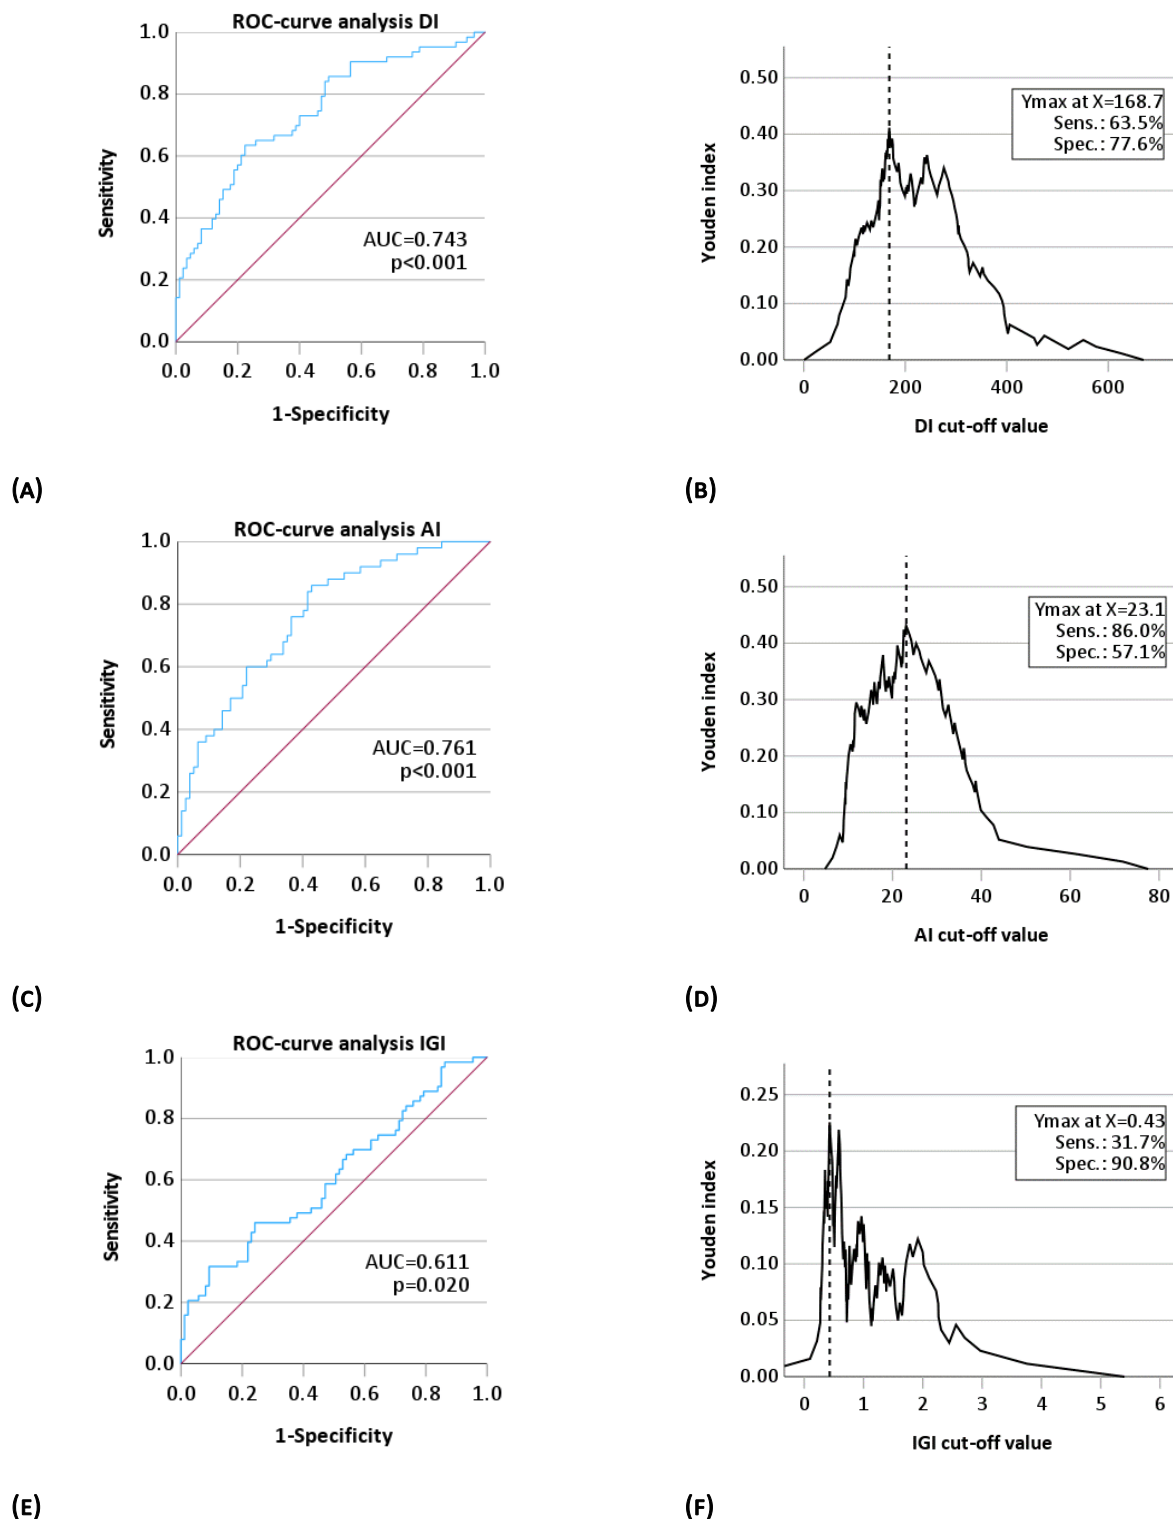 ROC-curve analysis DI
1.0
0.8
0.6
0.4
0.2
0.0
Sensitivity
AUC=0.743
p<0.001
0.0 0.2 0.4 0.6 0.8 1.0
1-Specificity
(A)
0.50
0.40
0.30
0.20
0.10
0.00
Youden index
Ymax at X=168.7
Sens.: 63.5%
Spec.: 77.6%
0 200 400 600
DI cut-off value
(B)
ROC-curve analysis AI
1.0
0.8
0.6
0.4
0.2
0.0
Sensitivity
AUC=0.761
p<0.001
0.0 0.2 0.4 0.6 0.8 1.0
1-Specificity
(C)
0.50
0.40
0.30
0.20
0.10
0.00
Youden index
Ymax at X=23.1
Sens.: 86.0%
Spec.: 57.1%
0 20 40 60 80
AI cut-off value
(D)
ROC-curve analysis IGI
1.0
0.8
0.6
0.4
0.2
0.0
Sensitivity
AUC=0.611
p=0.020
0.0 0.2 0.4 0.6 0.8 1.0
1-Specificity
(E)
0.25
0.20
0.15
0.10
0.05
0.00
Youden index
Ymax at X=0.43
Sens.: 31.7%
Spec.: 90.8%
0 1 2 3 4 5 6
IGI cut-off value
(F)